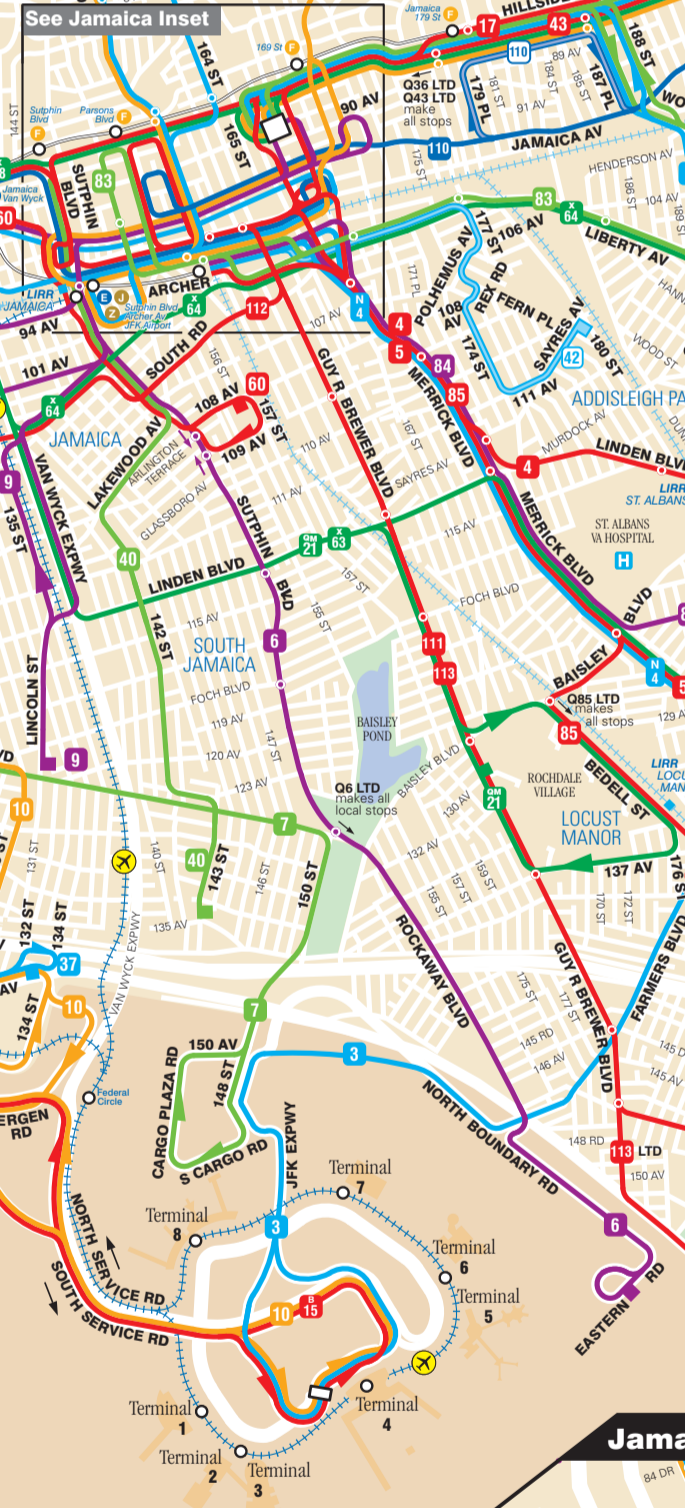 See Jamaica Inset
164 ST
169 St
F
Jamaica
179 St
F
17
HILLSIDE
43
188 ST
110
89 AV
184 ST
185 ST
187 PL
179 PL
181 ST
91 AV
Q36 LTD
Q43 LTD
make
all stops
90 AV
144 ST
Sutphin
Blvd
F
Parsons
Blvd
F
165 ST
110
JAMAICA AV
175 ST
HENDERSON AV
83
SUTPHIN
BLVD
Jamaica
Van Wyck
60
186 ST
104 AV
83
X
64
106 AV
LIBERTY AV
177 ST
171 PL
POLHEMUS AV
REX RD
108
AV
FERN PL
SAYRES AV
180 ST
42
174 ST
111 AV
WOOD ST
LIRR
JAMAICA
E
J
Z
Sutphin Blvd
Archer Av
JFK Airport
ARCHER
X
64
112
N
4
107 AV
4
5
84
85
94 AV
101 AV
SOUTH RD
156 ST
GUY R BREWER BLVD
MERRICK BLVD
ADDISLEIGH PA
X
64
JAMAICA
LAKEWOOD AV
108 AV
60
157 ST
109 AV
ARLINGTON
TERRACE
110 AV
167 ST
MURDOCK AV
4
LINDEN BLVD
LIRR
ST. ALBANS
9
135 ST
VAN WYCK EXPWY
GLASSBORO AV
111 AV
SAYRES AV
SUTPHIN
BLVD
QM
21
X
63
115 AV
ST. ALBANS
VA HOSPITAL
H
MERRICK BLVD
40
LINDEN BLVD
157 ST
155 ST
FOCH BLVD
142 ST
115 AV
6
SOUTH
JAMAICA
111
113
BLVD
BAISLEY
N
4
5
LINCOLN ST
FOCH BLVD
119 AV
120 AV
123 AV
147 ST
BAISLEY
POND
Q85 LTD
makes
all stops
85
129 A
9
Q6 LTD
makes all
local stops
BAISLEY BLVD
QM
21
ROCHDALE
VILLAGE
BEDELL ST
LIRR
LOCU
MAN
10
7
130 AV
LOCUST
MANOR
131 ST
140 ST
40
143 ST
146 ST
150 ST
132 AV
155 ST
157 ST
159 ST
137 AV
176 ST
170 ST
172 ST
135 AV
132 ST
134 ST
37
VAN WYCK EXPWY
ROCKAWAY BLVD
GUY R BREWER BLVD
FARMERS BLVD
AV
134 ST
10
7
175 ST
177 ST
145 RD
146 AV
145 D
145 AV
150 AV
148 ST
CARGO PLAZA RD
S CARGO RD
3
Federal
Circle
ERGEN
RD
JFK EXPWY
NORTH BOUNDARY RD
148 RD
113
LTD
150 AV
Terminal
7
Terminal
8
3
6
NORTH SERVICE RD
SOUTH SERVICE RD
Terminal
6
Terminal
5
10
B
15
EASTERN RD
Terminal
4
Terminal
1
Terminal
2
Terminal
3
Jama
84 DR